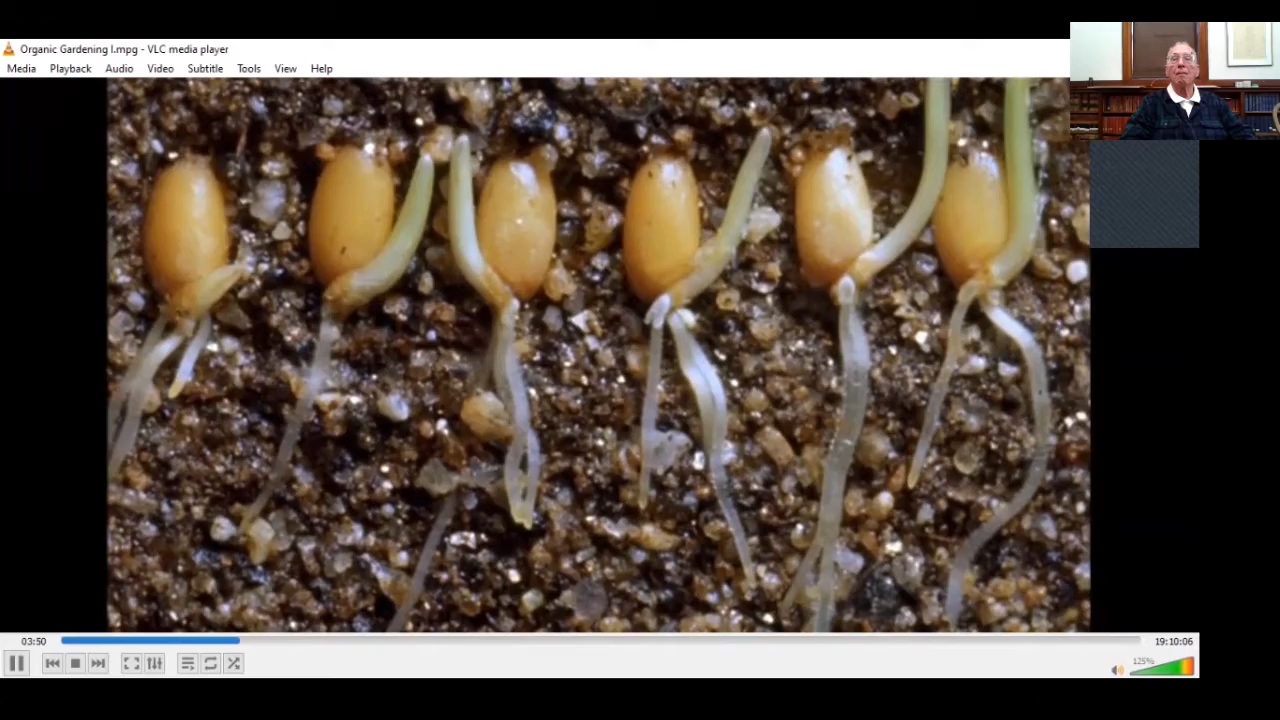 Organic Gardening I.mpg - VLC media player
Media Playback Audio Video Subtitle Tools View Help
03:50
19:10:06
125%